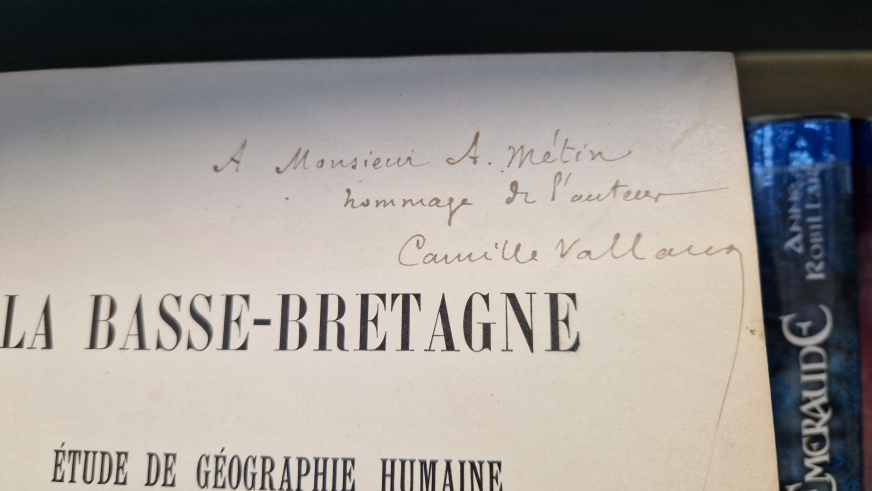 A Monsieur A. Métin
hommage de l'auteur
Camille Vallaux
LA BASSE-BRETAGNE
ÉTUDE DE GÉOGRAPHIE HUMAINE
ANNE
ROBILLARD
ÉMERAUDE